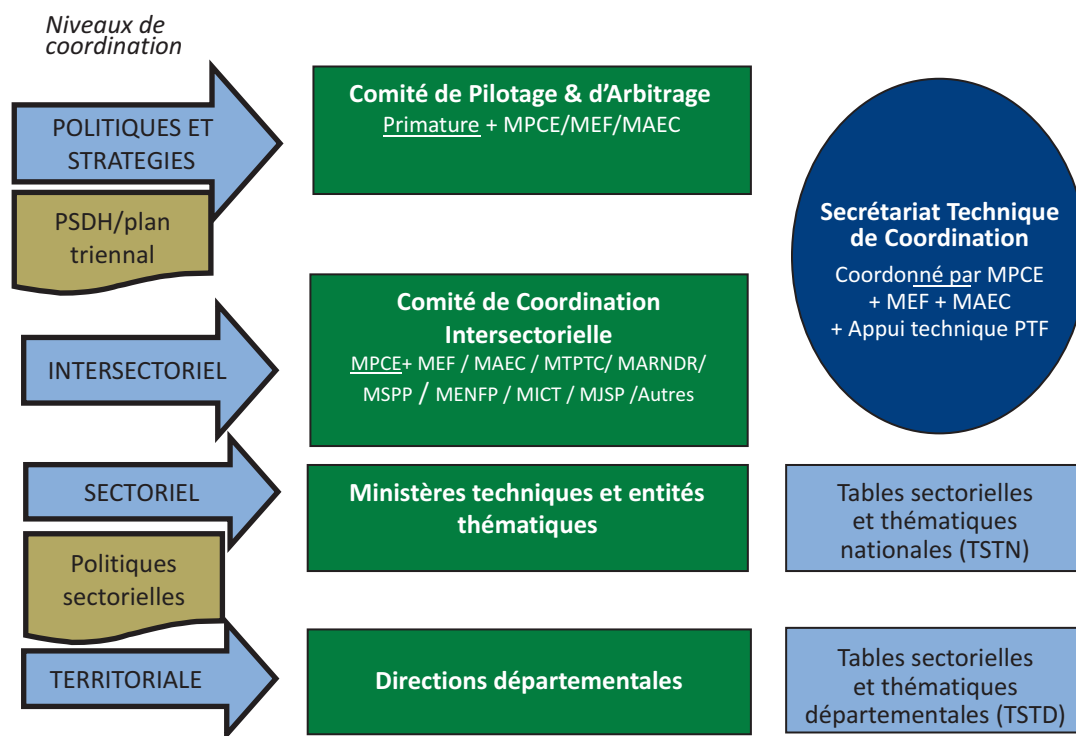 Niveaux de
coordination
POLITIQUES ET
STRATEGIES
PSDH/plan
triennal
Comité de Pilotage & d'Arbitrage
Primature + MPCE/MEF/MAEC
Secrétariat Technique
de Coordination
Coordonné par MPCE
+ MEF + MAEC
+ Appui technique PTF
INTERSECTORIEL
Comité de Coordination
Intersectorielle
MPCE+ MEF / MAEC / MTPTC/ MARNDR/
MSPP / MENFP / MICT / MJSP /Autres
SECTORIEL
Politiques
sectorielles
Ministères techniques et entités
thématiques
Tables sectorielles
et thématiques
nationales (TSTN)
TERRITORIALE
Directions départementales
Tables sectorielles
et thématiques
départementales (TSTD)